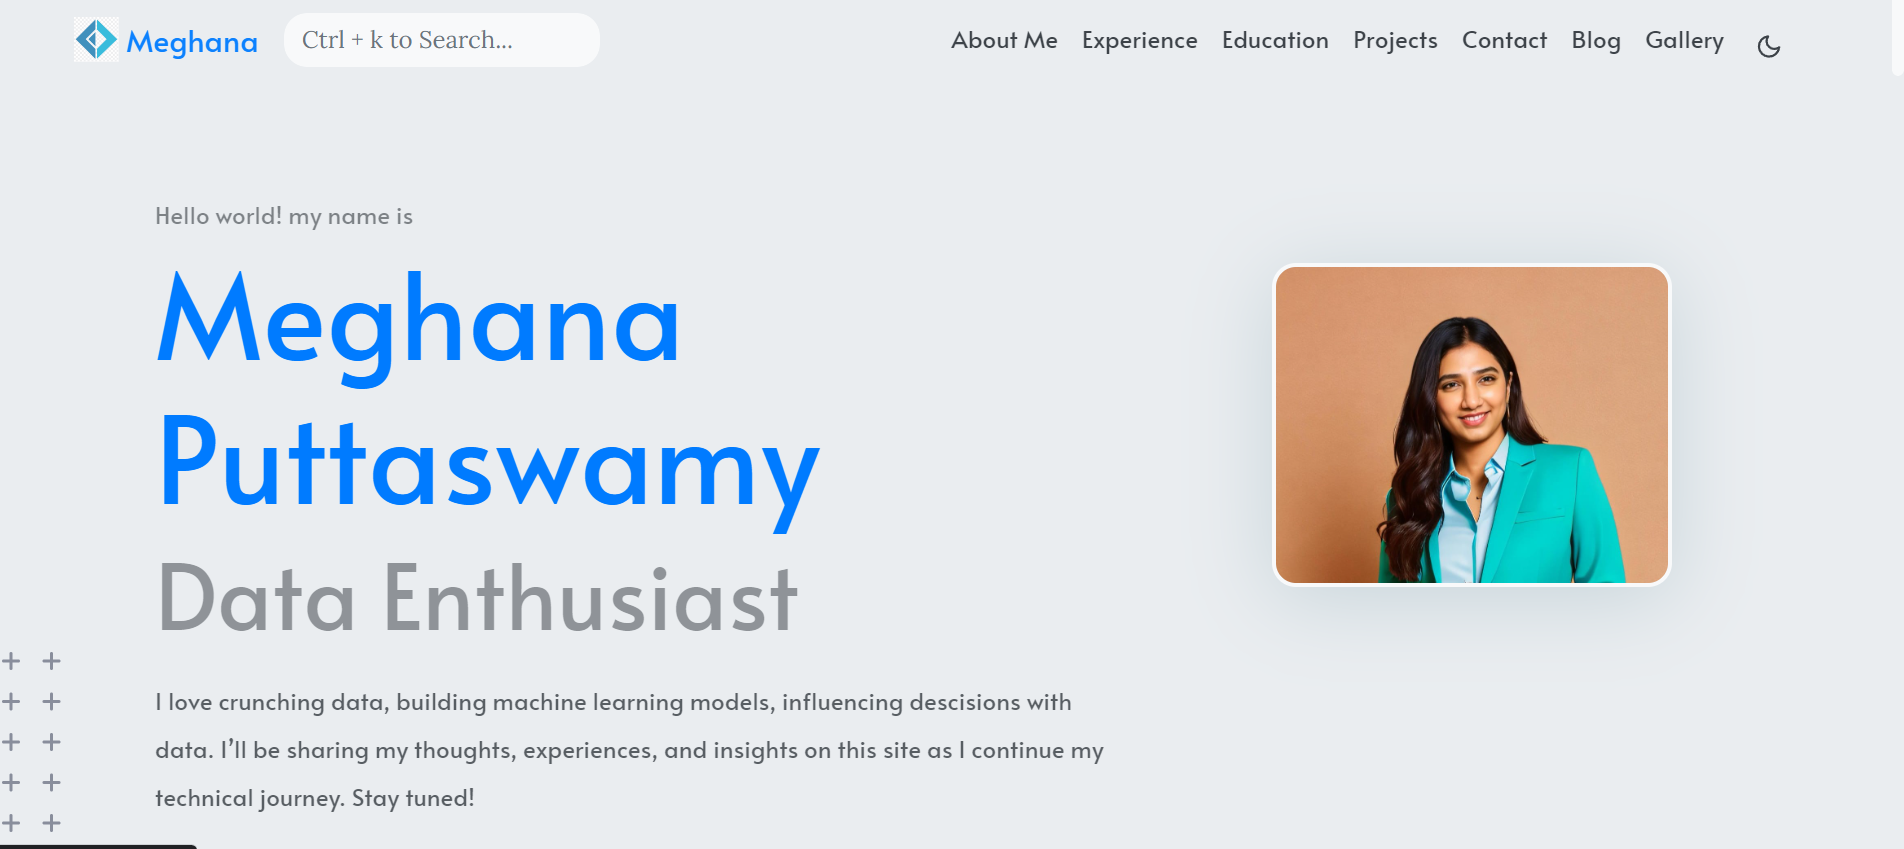 Meghana
Ctrl + k to Search...
About Me Experience Education Projects Contact Blog Gallery
Hello world! my name is
Meghana
Puttaswamy
Data Enthusiast
I love crunching data, building machine learning models, influencing descisions with
data. I’ll be sharing my thoughts, experiences, and insights on this site as I continue my
technical journey. Stay tuned!